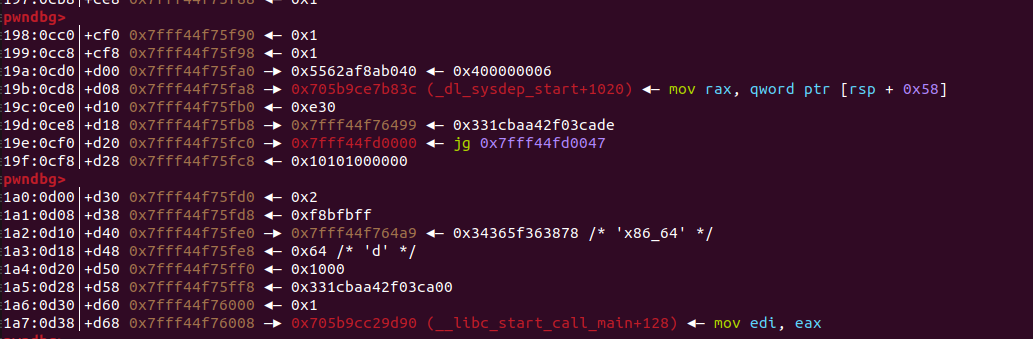 197:0cb8│+ce8 0x7fff44f75f88 ◂— 0x1
pwndbg>
198:0cc0│+cf0 0x7fff44f75f90 ◂— 0x1
199:0cc8│+cf8 0x7fff44f75f98 ◂— 0x1
19a:0cd0│+d00 0x7fff44f75fa0 —▸ 0x5562af8ab040 ◂— 0x400000006
19b:0cd8│+d08 0x7fff44f75fa8 —▸ 0x705b9ce7b83c (_dl_sysdep_start+1020) ◂— mov rax, qword ptr [rsp + 0x58]
19c:0ce0│+d10 0x7fff44f75fb0 ◂— 0xe30
19d:0ce8│+d18 0x7fff44f75fb8 —▸ 0x7fff44f76499 ◂— 0x331cbaa42f03cade
19e:0cf0│+d20 0x7fff44f75fc0 —▸ 0x7fff44fd0000 ◂— jg 0x7fff44fd0047
19f:0cf8│+d28 0x7fff44f75fc8 ◂— 0x10101000000
pwndbg>
1a0:0d00│+d30 0x7fff44f75fd0 ◂— 0x2
1a1:0d08│+d38 0x7fff44f75fd8 ◂— 0xf8bfbff
1a2:0d10│+d40 0x7fff44f75fe0 —▸ 0x7fff44f764a9 ◂— 0x34365f363878 /* 'x86_64' */
1a3:0d18│+d48 0x7fff44f75fe8 ◂— 0x64 /* 'd' */
1a4:0d20│+d50 0x7fff44f75ff0 ◂— 0x1000
1a5:0d28│+d58 0x7fff44f75ff8 ◂— 0x331cbaa42f03ca00
1a6:0d30│+d60 0x7fff44f76000 ◂— 0x1
1a7:0d38│+d68 0x7fff44f76008 —▸ 0x705b9cc29d90 (__libc_start_call_main+128) ◂— mov edi, eax